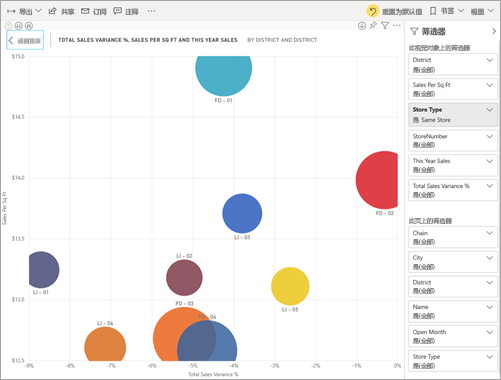 导出 共享 订阅 注释 ··· 重置为默认值 书签 视图
返回报表 TOTAL SALES VARIANCE %, SALES PER SQ FT AND THIS YEAR SALES BY DISTRICT AND DISTRICT
$15.0
FD - 01
$14.5
$14.0
FD - 02
Sales Per Sq Ft
$13.5
LI - 03
LI - 02
LI - 01
$13.0
LI - 05
FD - 03
LI - 04
FD - 04
$12.5
-9% -8% -7% -6% -5% -4% -3% -2% -1% 0%
Total Sales Variance %
筛选器
此视觉对象上的筛选器
District
是(全部)
Sales Per Sq Ft
是(全部)
Store Type
是 Same Store
StoreNumber
是(全部)
This Year Sales
是(全部)
Total Sales Variance %
是(全部)
此页上的筛选器
Chain
是(全部)
City
是(全部)
District
是(全部)
Name
是(全部)
Open Month
是(全部)
Store Type
是(全部)